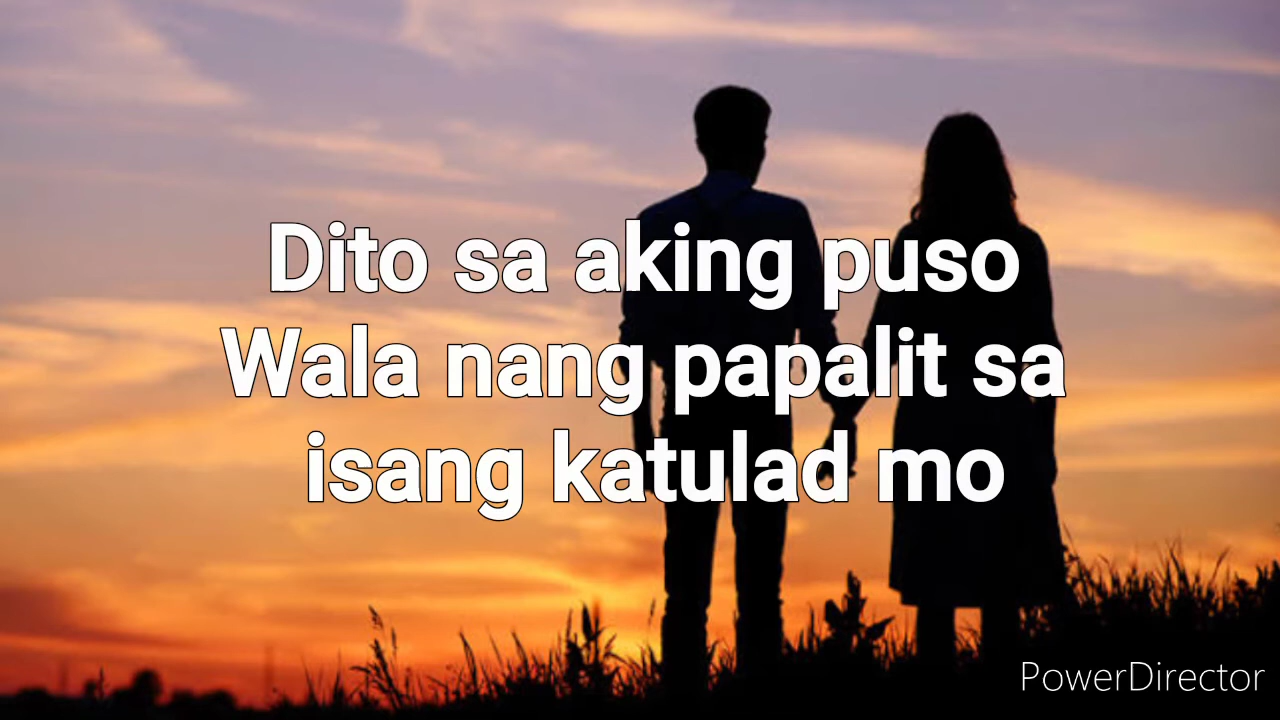 Dito sa aking puso
Wala nang papalit sa
isang katulad mo
PowerDirector